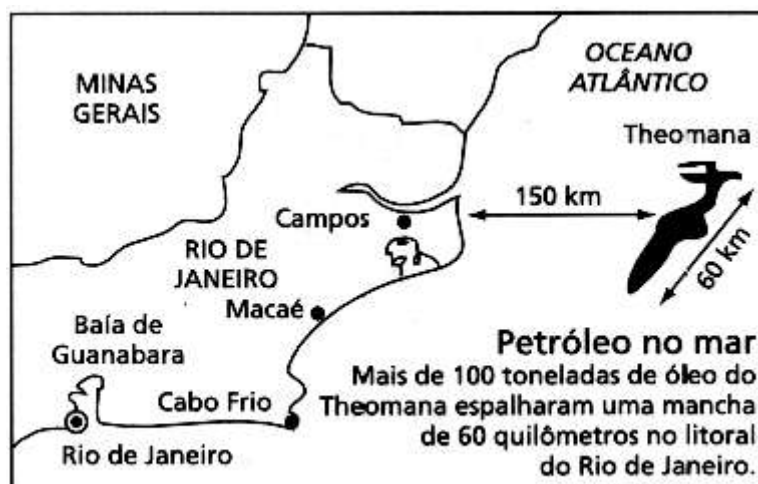 OCEANO
ATLÂNTICO
MINAS
GERAIS
Theomana
150 km
Campos
60 km
RIO DE
JANEIRO
Macaé
Baía de
Guanabara
Petróleo no mar
Mais de 100 toneladas de óleo do
Cabo Frio
Theomana espalharam uma mancha
de 60 quilômetros no litoral
Rio de Janeiro
do Rio de Janeiro.